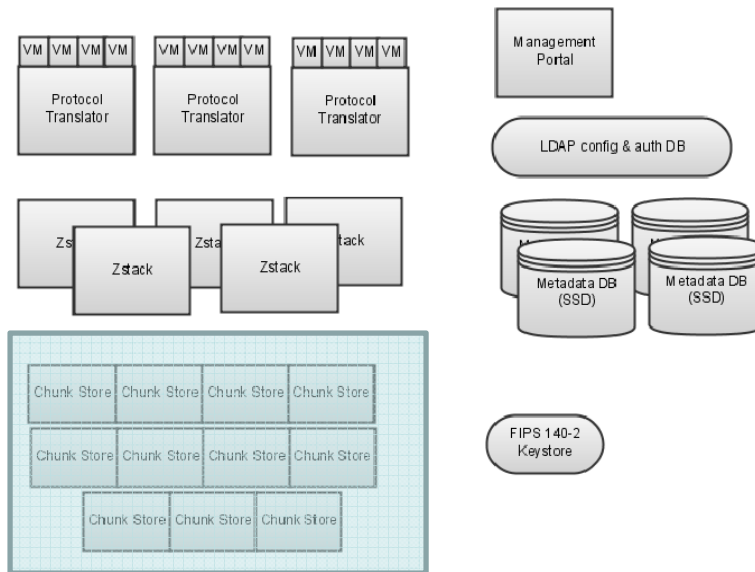 VM VM VM VM
VM VM VM VM
VM VM VM VM
Protocol
Translator
Protocol
Translator
Protocol
Translator
Management
Portal
LDAP config & auth DB
Zstack
Zstack
Metadata DB
(SSD)
Metadata DB
(SSD)
Chunk Store Chunk Store Chunk Store Chunk Store
Chunk Store Chunk Store Chunk Store Chunk Store
Chunk Store Chunk Store Chunk Store
FIPS 140-2
Keystore